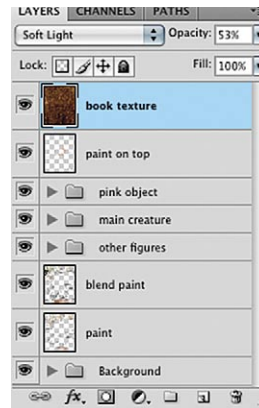 LAYERS CHANNELS PATHS
Soft Light Opacity: 53%
Lock: Fill: 100%
book texture
paint on top
pink object
main creature
other figures
blend paint
paint
Background
fx.